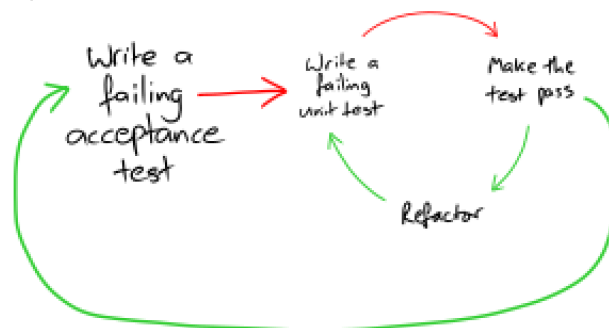 Write a
failing
acceptance
test
Write a
failing
unit test
Make the
test pass
Refactor